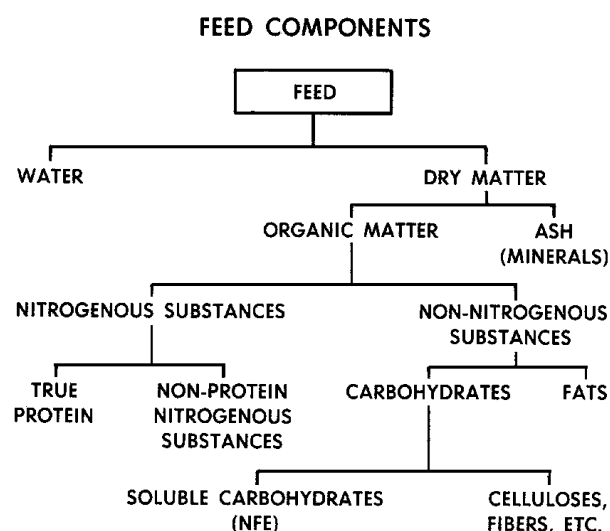 FEED COMPONENTS
FEED
WATER
DRY MATTER
ORGANIC MATTER
ASH
(MINERALS)
NITROGENOUS SUBSTANCES
NON-NITROGENOUS
SUBSTANCES
TRUE
PROTEIN
NON-PROTEIN
NITROGENOUS
SUBSTANCES
CARBOHYDRATES
FATS
SOLUBLE CARBOHYDRATES
(NFE)
CELLULOSES,
FIBERS, ETC.